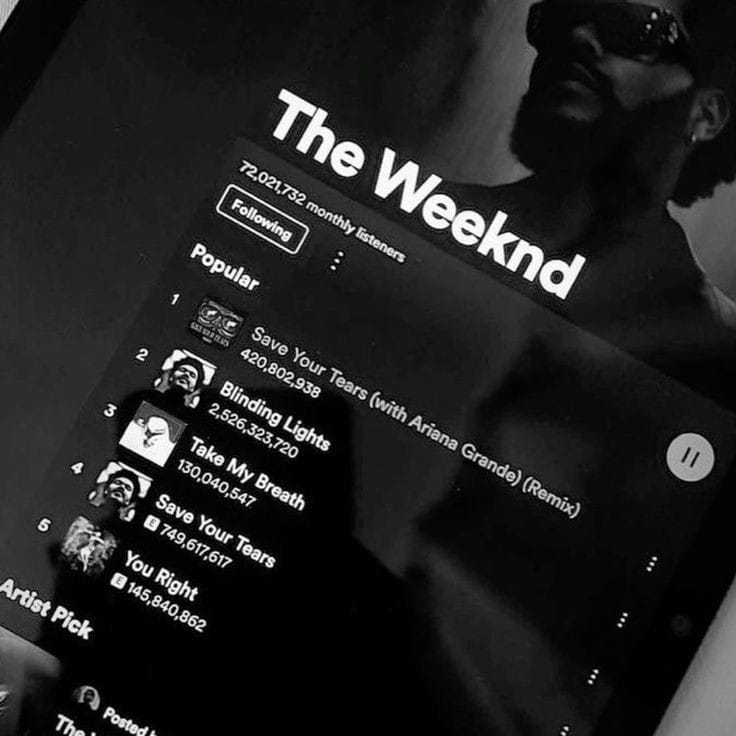 The Weeknd
72,021,732 monthly listeners
Following
Popular
1
Save Your Tears (with Ariana Grande) (Remix)
420,802,938
2
Blinding Lights
2,526,323,720
3
Take My Breath
130,040,547
4
Save Your Tears
E 749,617,617
5
You Right
E 145,840,862
Artist Pick
Posted
The